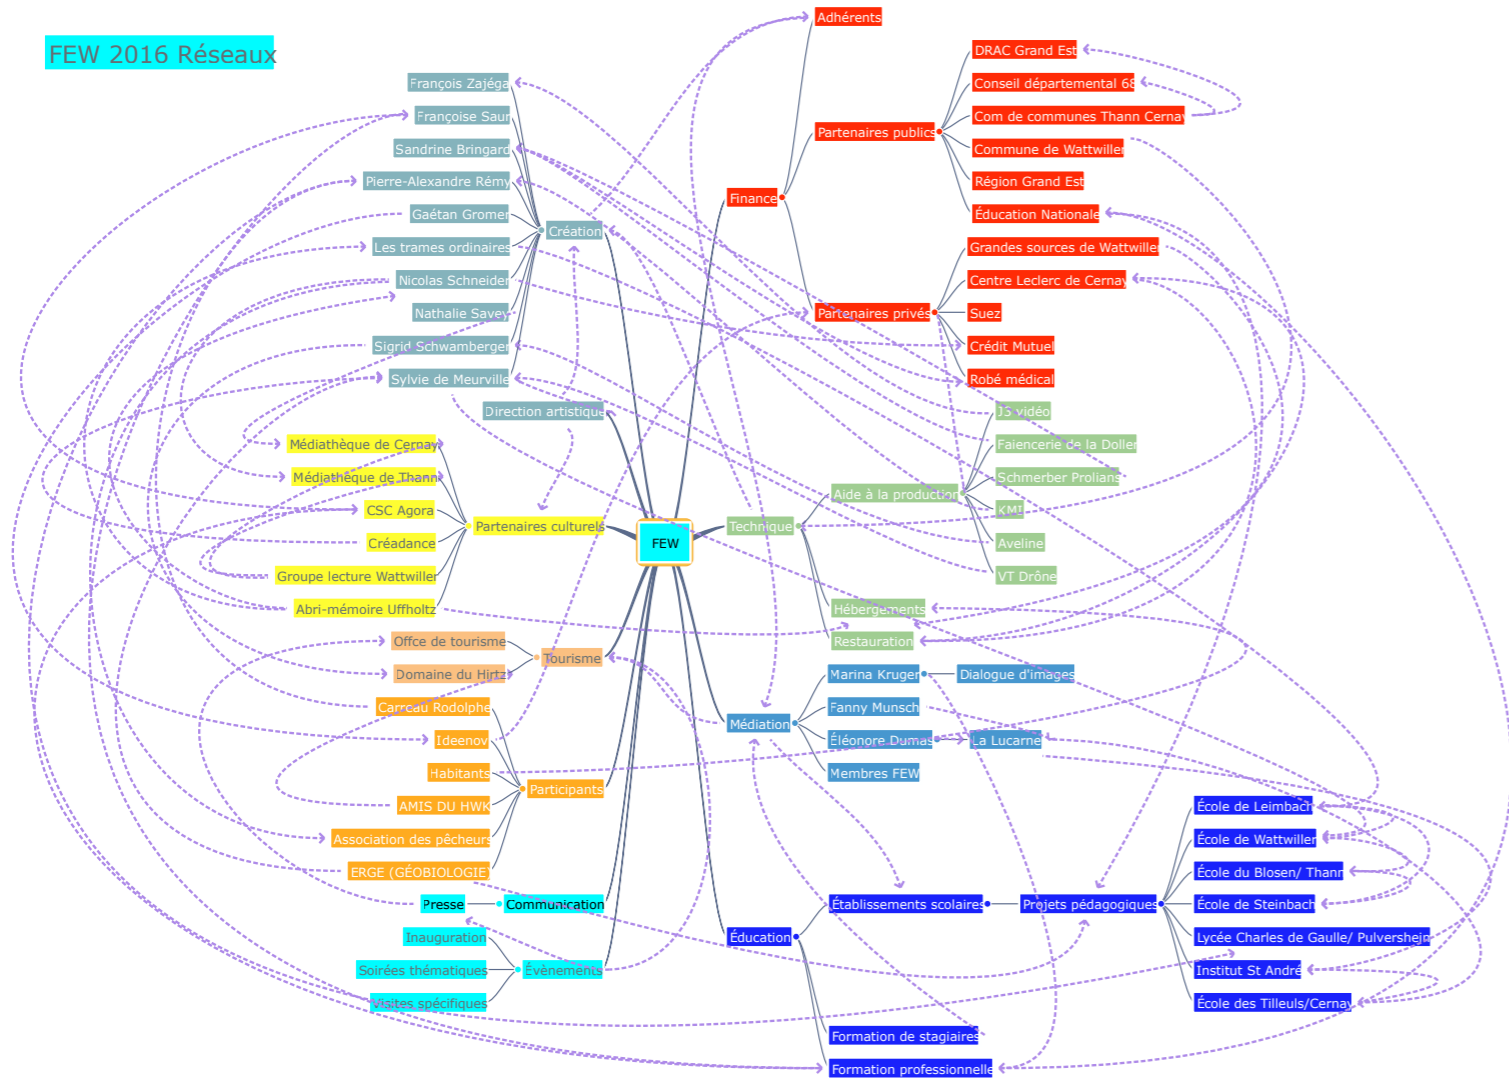 FEW 2016 Réseaux
François Zajéga
Françoise Saur
Sandrine Bringard
Pierre-Alexandre Rémy
Gaétan Gromer
Les trames ordinaires
Nicolas Schneider
Nathalie Savey
Sigrid Schwamberger
Sylvie de Meurville
Création
Direction artistique
Médiathèque de Cernay
Médiathèque de Thann
CSC Agora
Créadance
Groupe lecture Wattwiller
Abri-mémoire Uffholtz
Partenaires culturels
Offce de tourisme
Domaine du Hirtz
Tourisme
Carreau Rodolphe
Ideenov
Habitants
AMIS DU HWK
Association des pêcheurs
ERGE (GÉOBIOLOGIE)
Participants
Presse
Communication
Inauguration
Soirées thématiques
Visites spécifiques
Évènements
FEW
Adhérents
Finance
Partenaires publics
DRAC Grand Est
Conseil départemental 68
Com de communes Thann Cernay
Commune de Wattwiller
Région Grand Est
Éducation Nationale
Partenaires privés
Grandes sources de Wattwiller
Centre Leclerc de Cernay
Suez
Crédit Mutuel
Robé médical
Technique
Aide à la production
J3 vidéo
Faiencerie de la Doller
Schmerber Prolians
KMI
Aveline
VT Drône
Hébergements
Restauration
Médiation
Marina Kruger
Dialogue d'images
Fanny Munsch
Éléonore Dumas
La Lucarne
Membres FEW
Éducation
Établissements scolaires
Projets pédagogiques
École de Leimbach
École de Wattwiller
École du Blosen/ Thann
École de Steinbach
Lycée Charles de Gaulle/ Pulversheim
Institut St André
École des Tilleuls/Cernay
Formation de stagiaires
Formation professionnelle